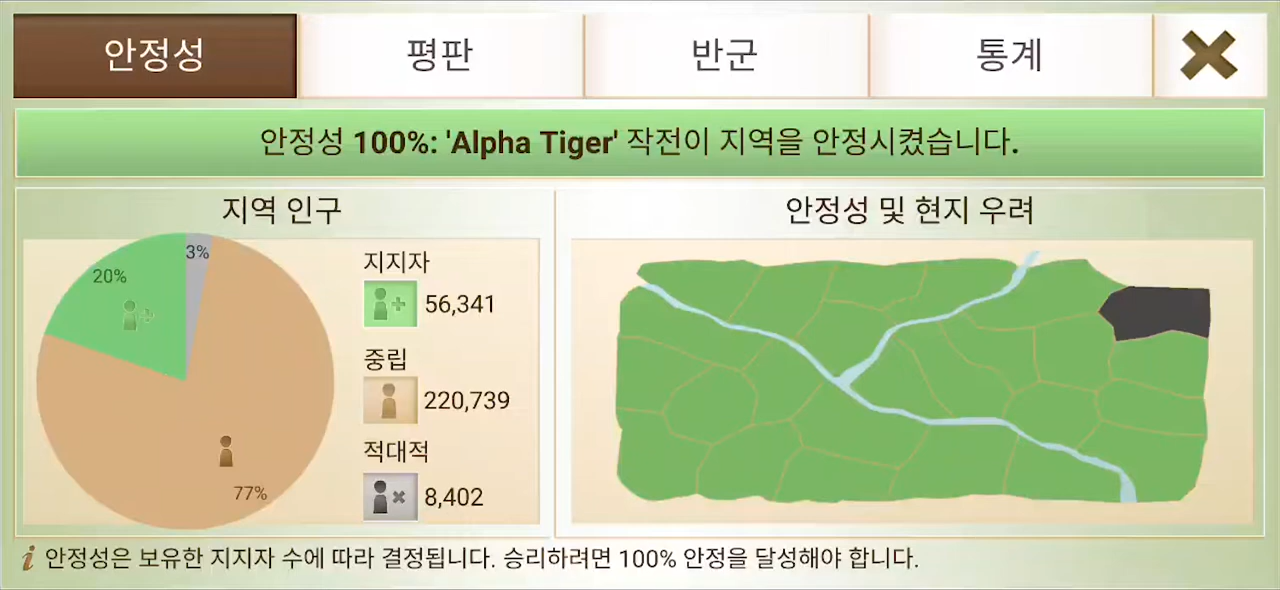 안정성
평판
반군
통계
안정성 100%: 'Alpha Tiger' 작전이 지역을 안정시켰습니다.
지역 인구
3%
20%
77%
지지자
56,341
중립
220,739
적대적
8,402
안정성 및 현지 우려
i 안정성은 보유한 지지자 수에 따라 결정됩니다. 승리하려면 100% 안정을 달성해야 합니다.